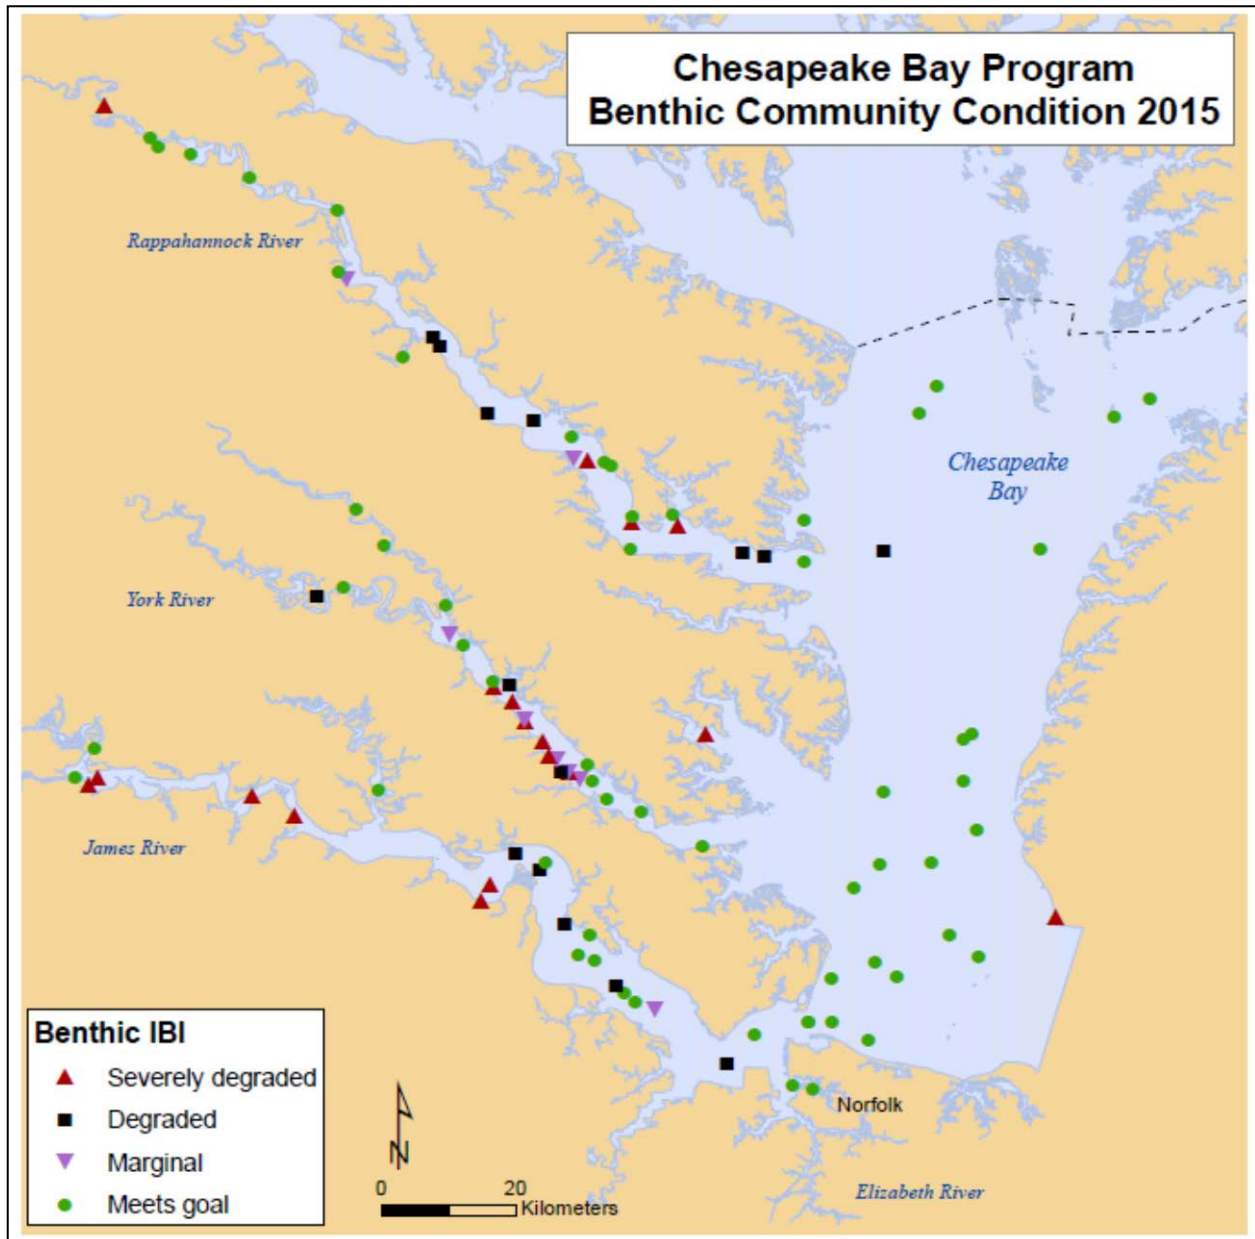 Chesapeake Bay Program
Benthic Community Condition 2015
Rappahannock River
Chesapeake
Bay
York River
James River
Benthic IBI
Severely degraded
Degraded
Marginal
Meets goal
N
0 20
Kilometers
Norfolk
Elizabeth River